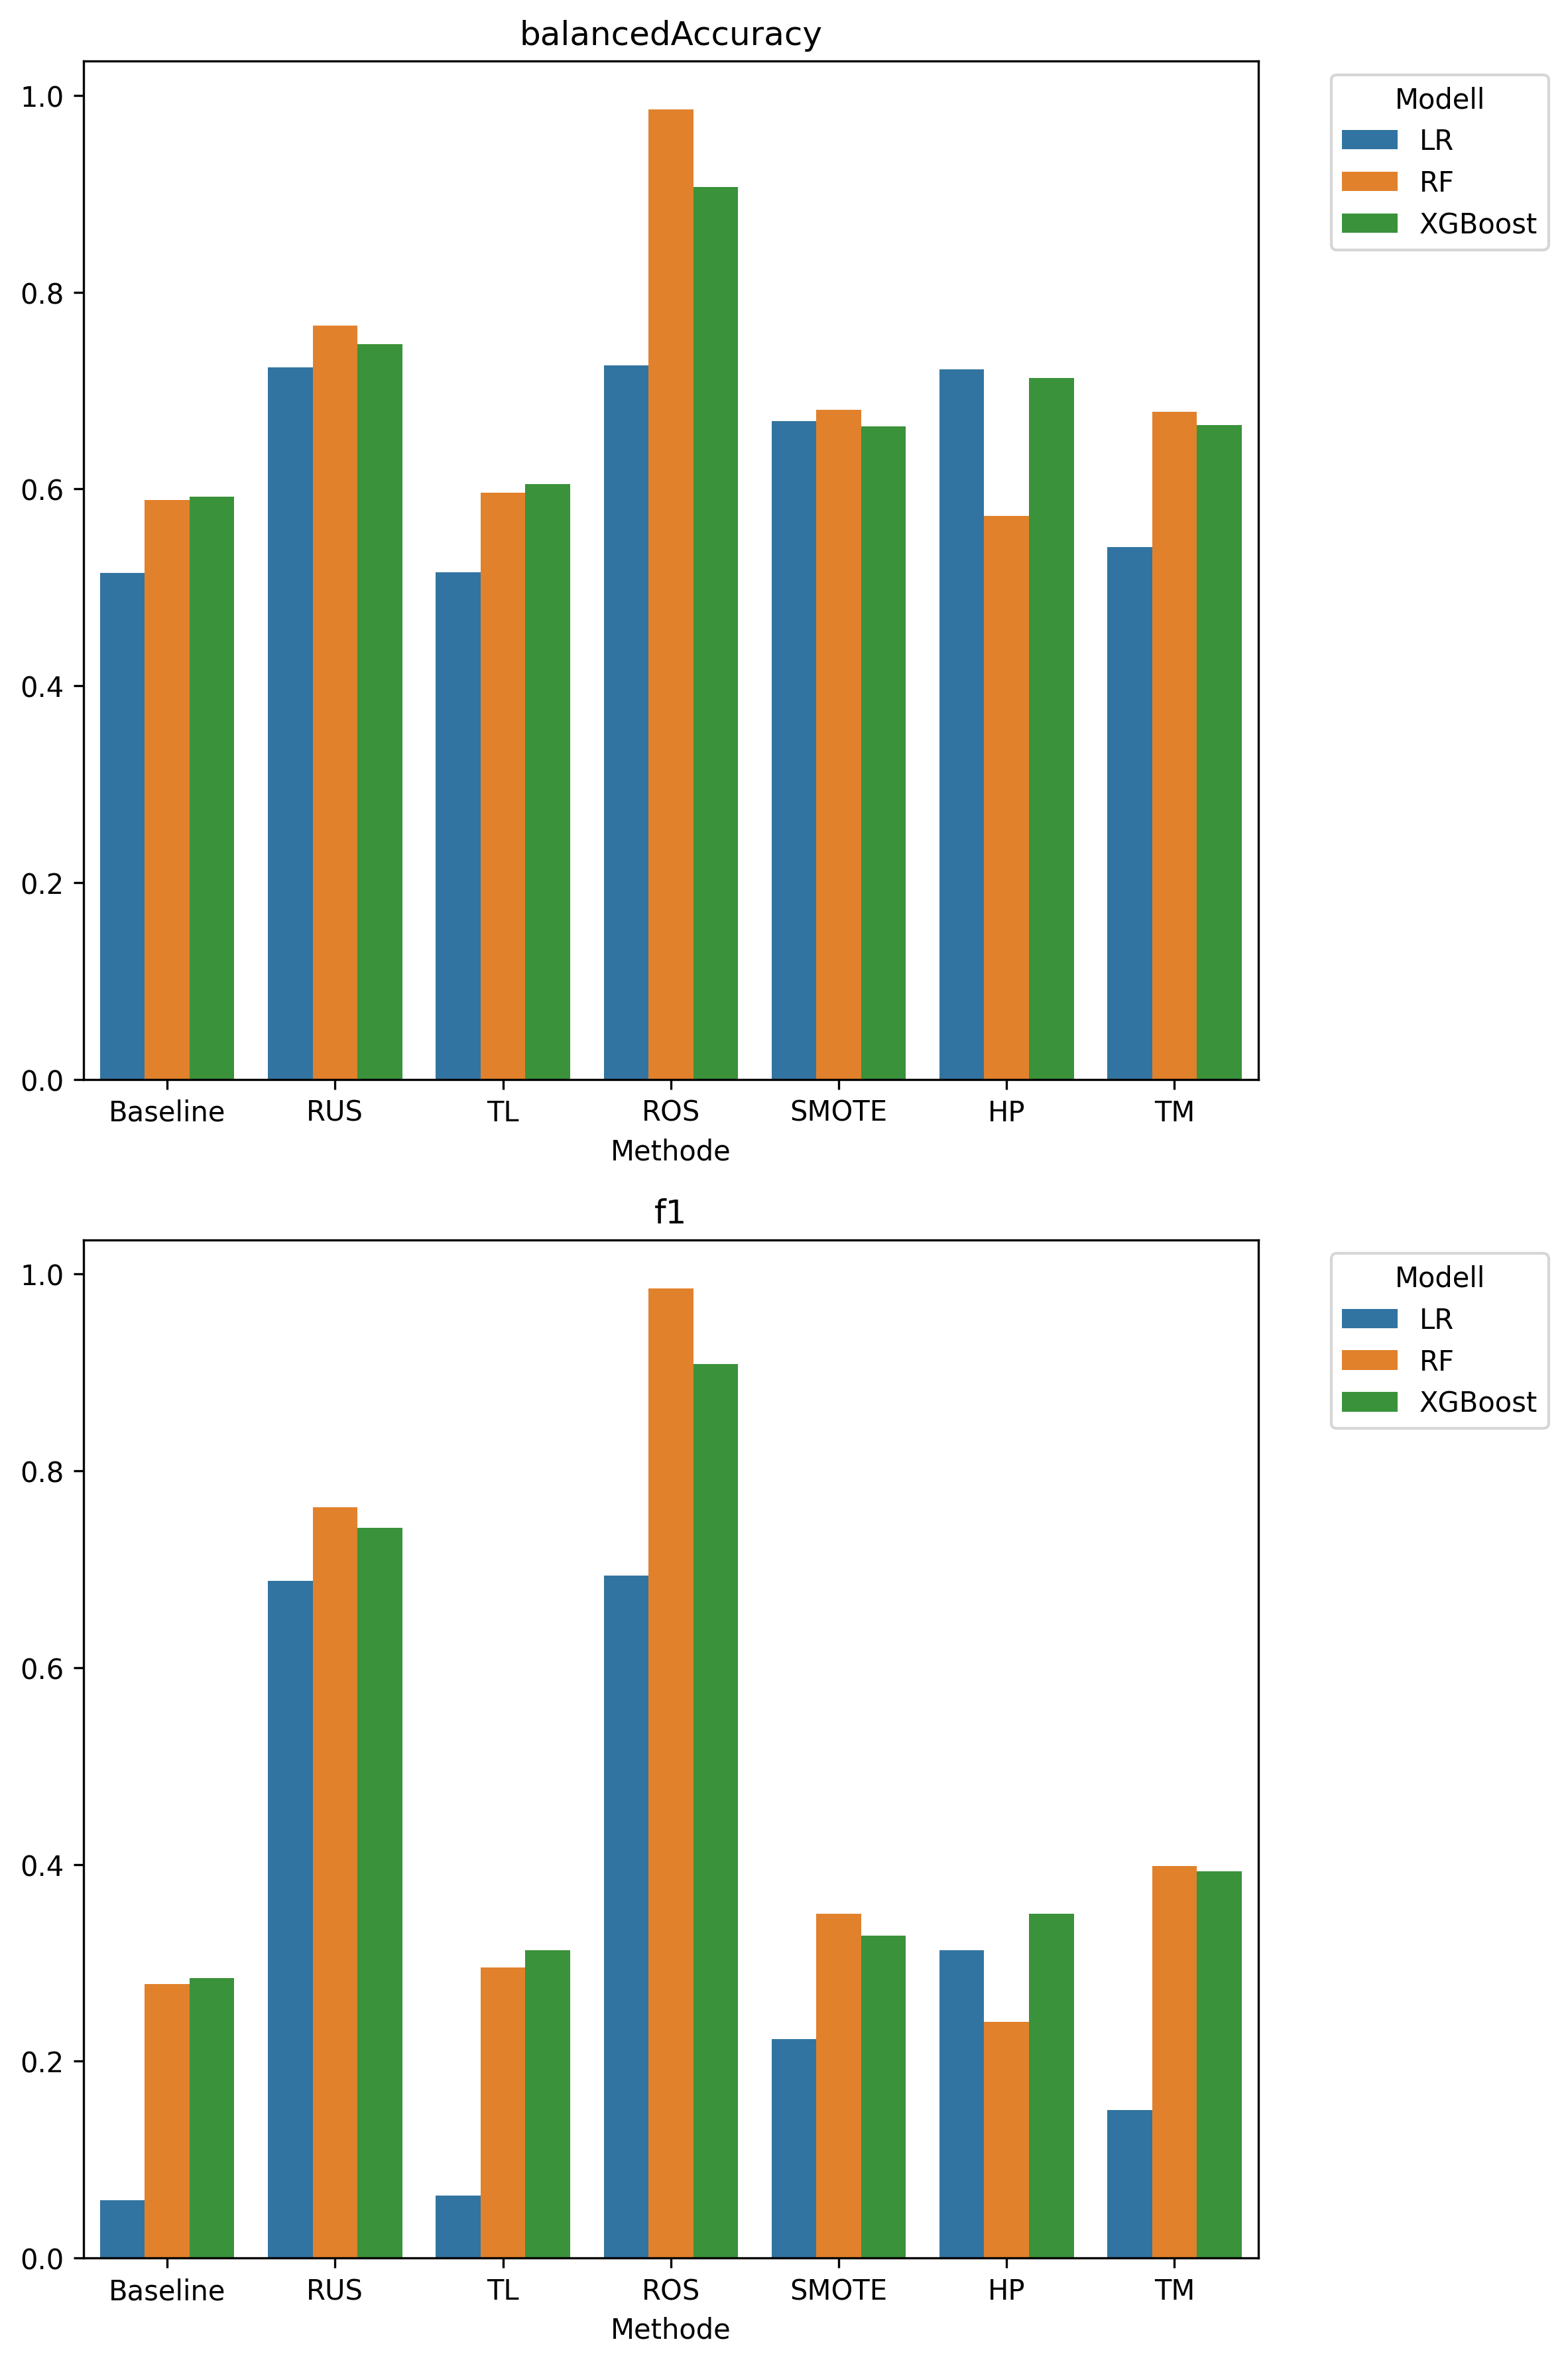 balancedAccuracy
1.0
0.8
0.6
0.4
0.2
0.0
Baseline RUS TL ROS SMOTE HP TM
Methode
Modell
LR
RF
XGBoost
f1
1.0
0.8
0.6
0.4
0.2
0.0
Baseline RUS TL ROS SMOTE HP TM
Methode
Modell
LR
RF
XGBoost